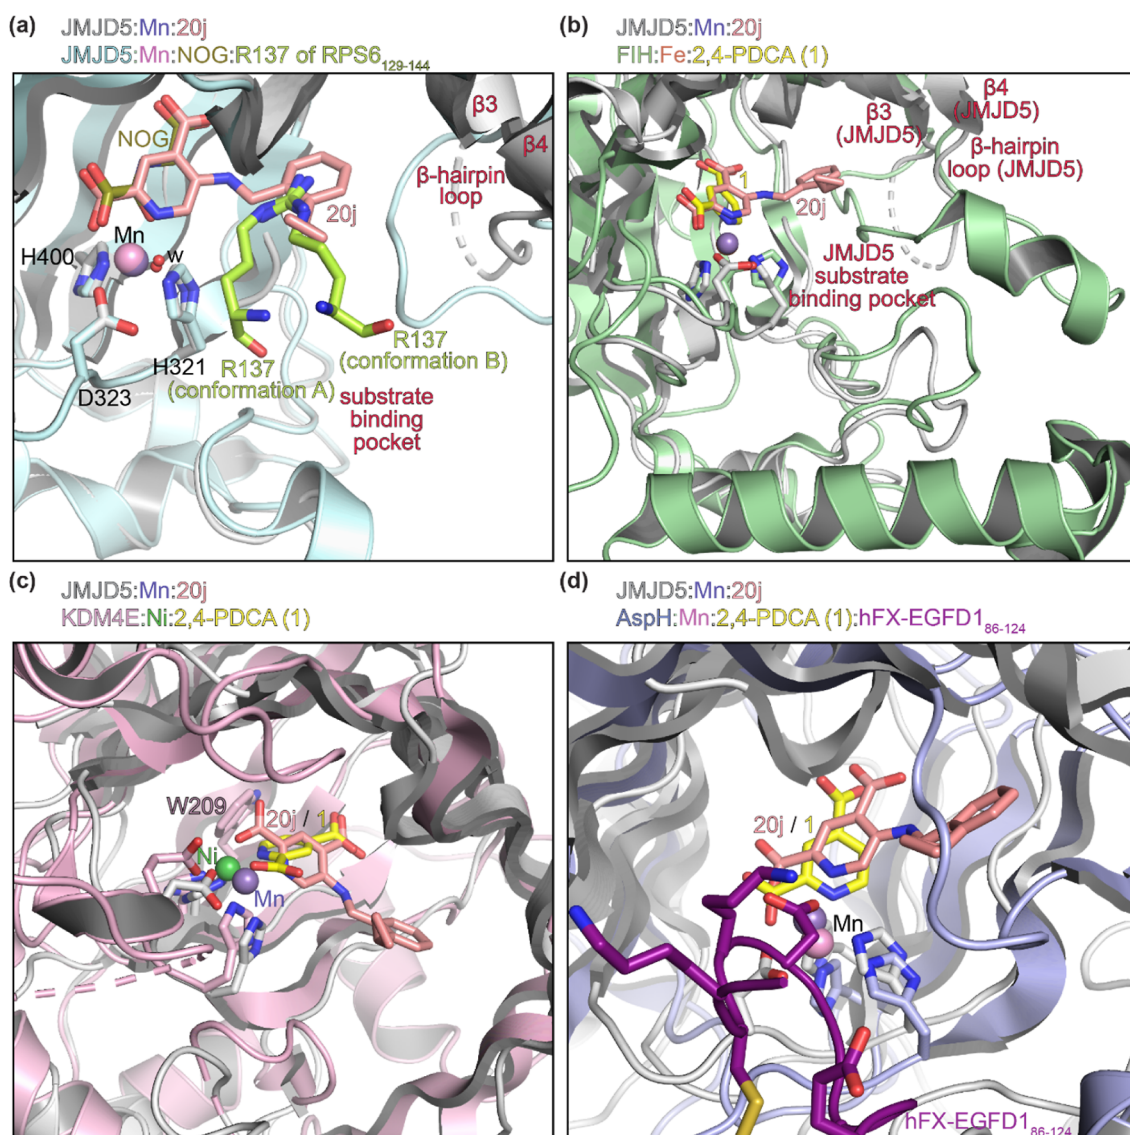 (a)
JMJD5:Mn:20j
JMJD5:Mn:NOG:R137 of RPS6129-144
NOG
β3
β4
β-hairpin
loop
20j
Mn
H400
w
R137
(conformation B)
H321
R137
(conformation A)
D323
substrate
binding
pocket
(b)
JMJD5:Mn:20j
FIH:Fe:2,4-PDCA (1)
β4
(JMJD5)
β3
(JMJD5)
β-hairpin
loop (JMJD5)
1
20j
JMJD5
substrate
binding pocket
(c)
JMJD5:Mn:20j
KDM4E:Ni:2,4-PDCA (1)
W209
20j / 1
Ni
Mn
(d)
JMJD5:Mn:20j
AspH:Mn:2,4-PDCA (1):hFX-EGFD186-124
20j / 1
Mn
hFX-EGFD186-124